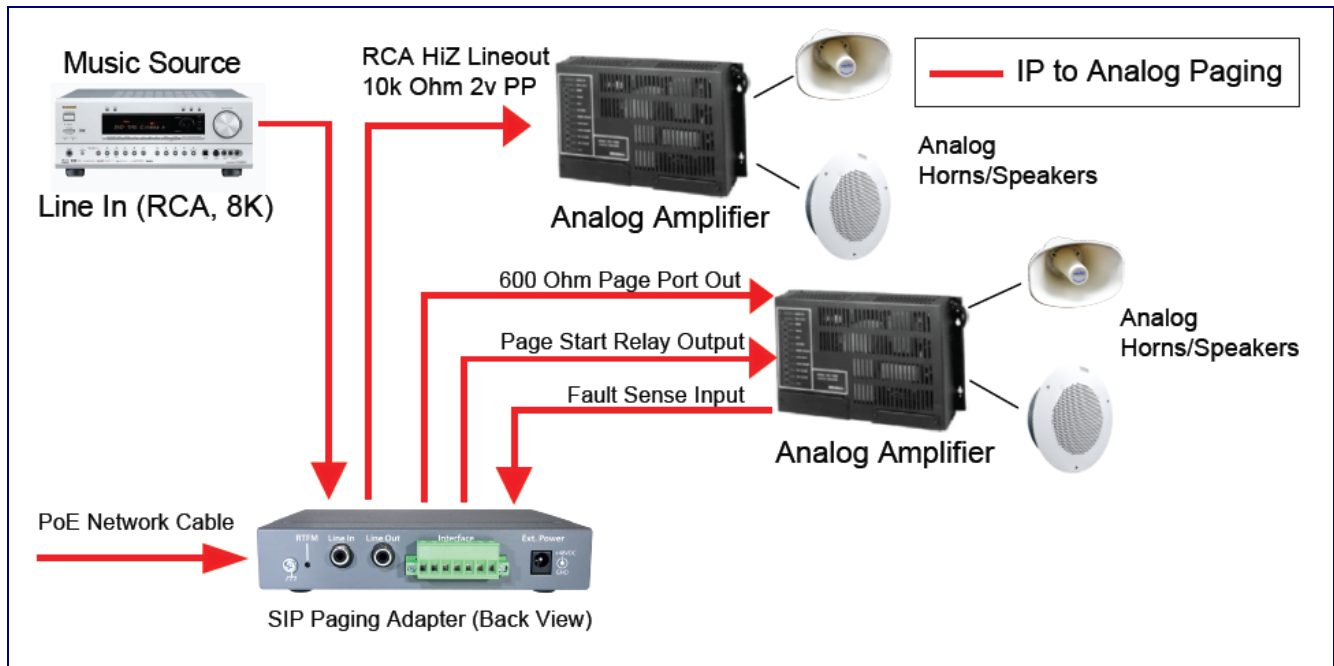 Music Source
Line In (RCA, 8K)
RCA HiZ Lineout
10k Ohm 2v PP
Analog Amplifier
Analog
Horns/Speakers
IP to Analog Paging
600 Ohm Page Port Out
Page Start Relay Output
Fault Sense Input
Analog Amplifier
Analog
Horns/Speakers
PoE Network Cable
RTFM
Line In
Line Out
Interface
Ext. Power
+48VDC
GND
SIP Paging Adapter (Back View)